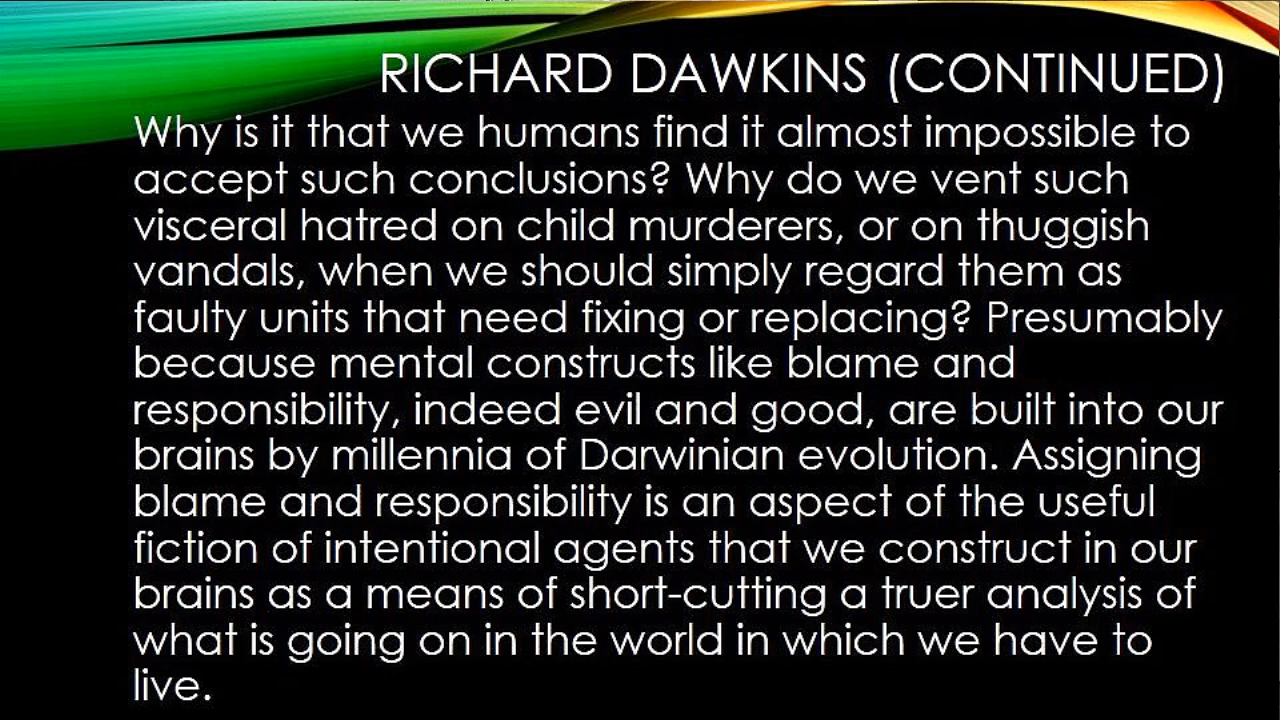 RICHARD DAWKINS (CONTINUED)
Why is it that we humans find it almost impossible to
accept such conclusions? Why do we vent such
visceral hatred on child murderers, or on thuggish
vandals, when we should simply regard them as
faulty units that need fixing or replacing? Presumably
because mental constructs like blame and
responsibility, indeed evil and good, are built into our
brains by millennia of Darwinian evolution. Assigning
blame and responsibility is an aspect of the useful
fiction of intentional agents that we construct in our
brains as a means of short-cutting a truer analysis of
what is going on in the world in which we have to
live.